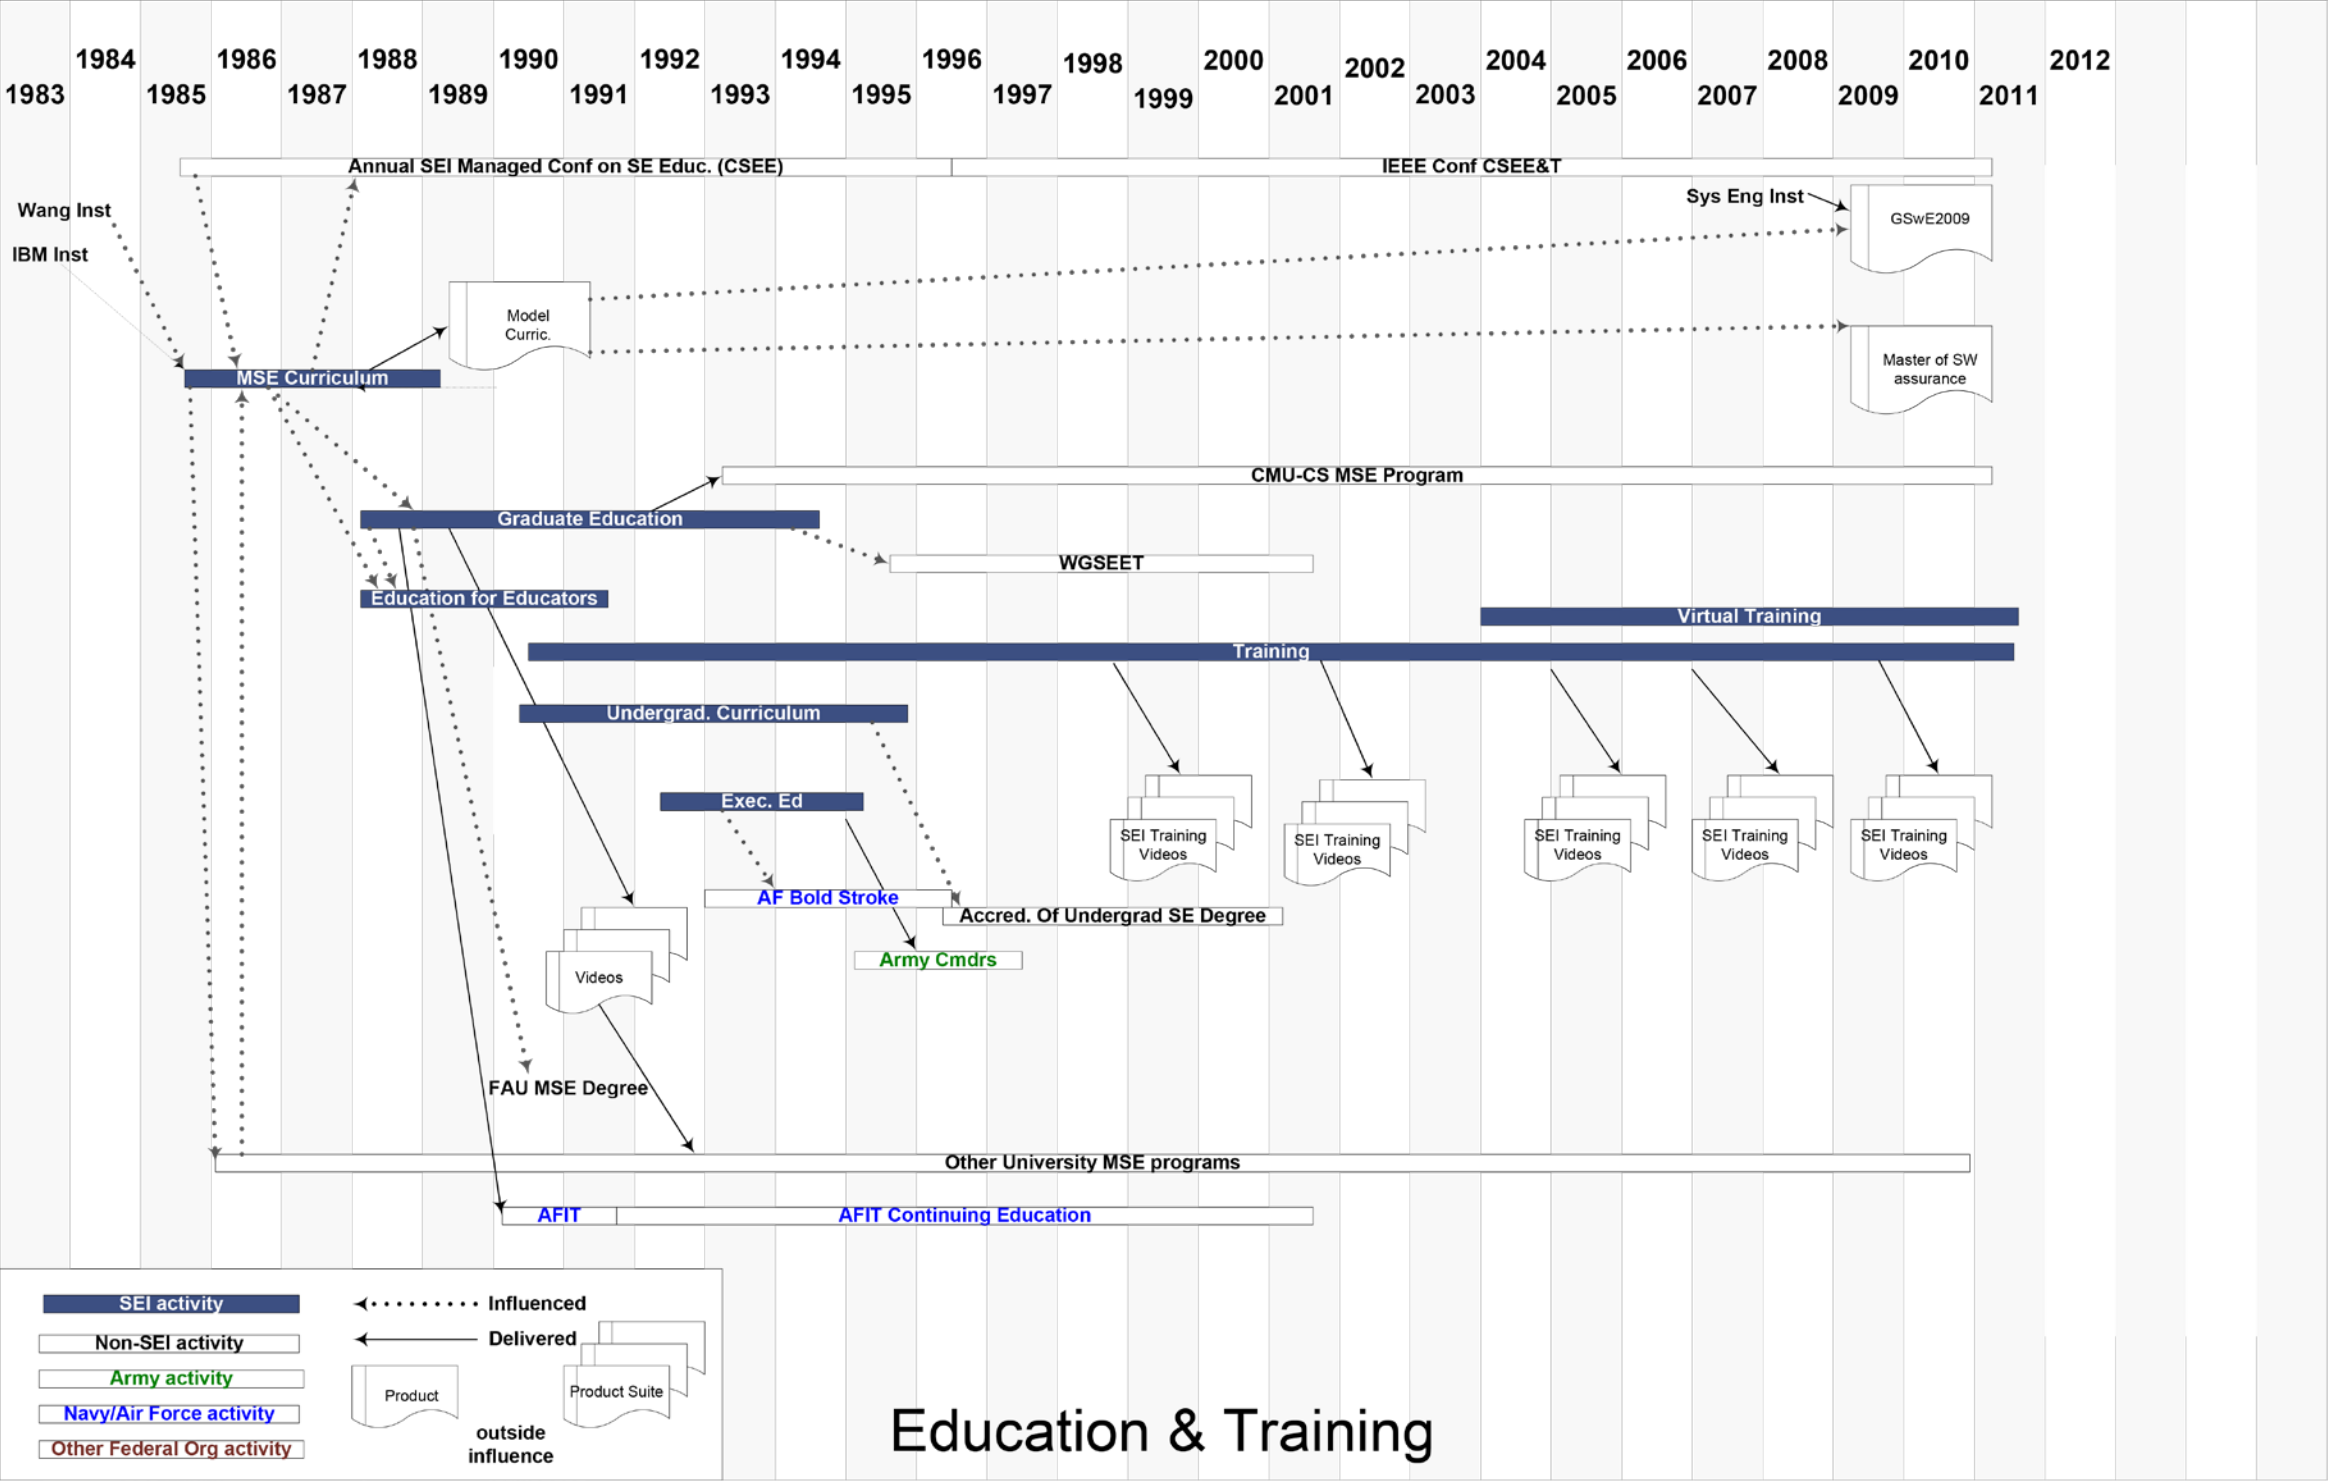 1984 1986 1988 1990 1992 1994 1996 1998 2000 2002 2004 2006 2008 2010 2012
1983 1985 1987 1989 1991 1993 1995 1997 1999 2001 2003 2005 2007 2009 2011
Annual SEI Managed Conf on SE Educ. (CSEE)
IEEE Conf CSEE&T
Wang Inst
IBM Inst
Sys Eng Inst
GSwE2009
Model
Curric.
Master of SW
assurance
MSE Curriculum
CMU-CS MSE Program
Graduate Education
WGSEET
Education for Educators
Virtual Training
Training
Undergrad. Curriculum
Exec. Ed
SEI Training
Videos
SEI Training
Videos
SEI Training
Videos
SEI Training
Videos
SEI Training
Videos
AF Bold Stroke
Accred. Of Undergrad SE Degree
Army Cmdrs
Videos
FAU MSE Degree
Other University MSE programs
AFIT
AFIT Continuing Education
SEI activity
Non-SEI activity
Army activity
Navy/Air Force activity
Other Federal Org activity
Influenced
Delivered
Product
Product Suite
outside
influence
Education & Training